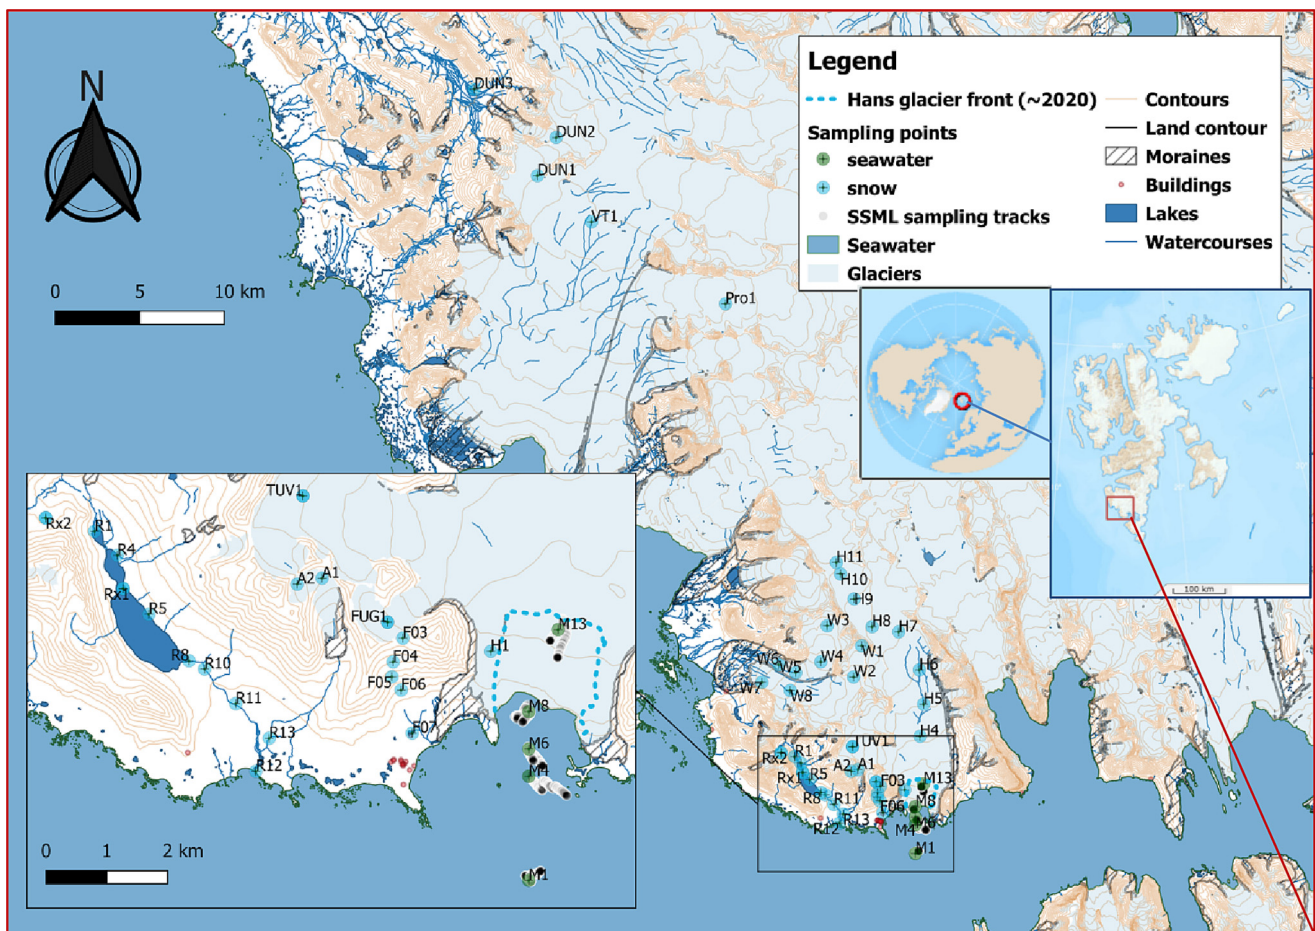 N
0 5 10 km
DUN3
DUN2
DUN1
VT1
Pro1
Legend
Hans glacier front (~2020)
Sampling points
seawater
snow
SSML sampling tracks
Seawater
Glaciers
Contours
Land contour
Moraines
Buildings
Lakes
Watercourses
100 km
TUV1
Rx2
R1
R4
A2
A1
Rx1
R5
FUG1
F03
H1
M13
R8
R10
F04
F05
F06
R11
M8
F07
R13
M6
R12
M1
0 1 2 km
M1
H11
H10
H9
W3
H8
H7
W1
W6
W5
W4
W2
H6
W7
W8
H5
H4
TUV1
Rx2
R1
A2
A1
Rx1
R5
F03
M13
R8
R11
F06
M8
R12
R13
M4
M6
M1